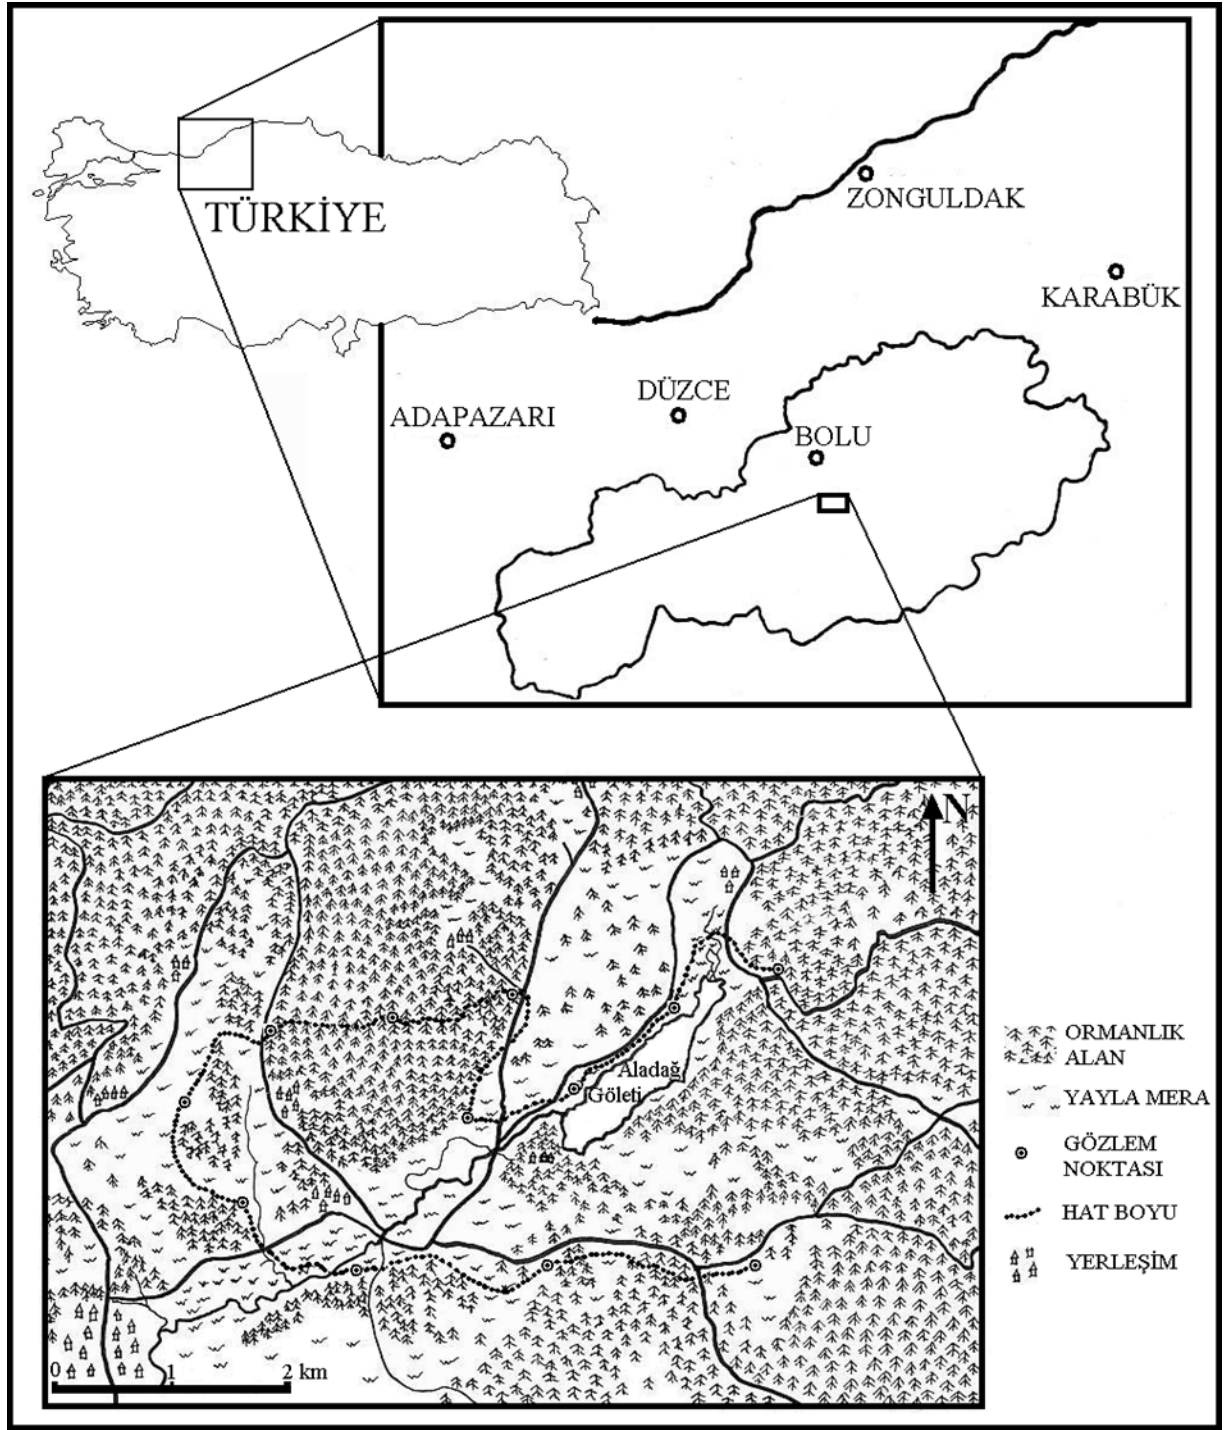 TÜRKİYE
ZONGULDAK
KARABÜK
DÜZCE
ADAPAZARI
BOLU
N
Aladağ
Göleti
ORMANLIK
ALAN
YAYLA MERA
GÖZLEM
NOKTASI
HAT BOYU
YERLEŞİM
0 1 2 km